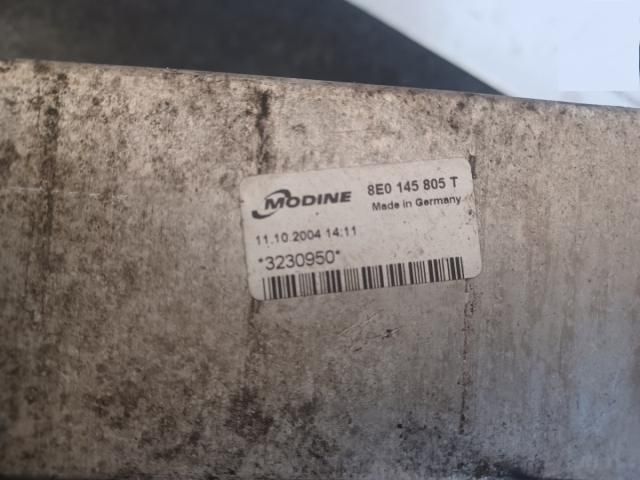 MODINE 8E0 145 805 T
Made in Germany
11.10.2004 14:11
*3230950*